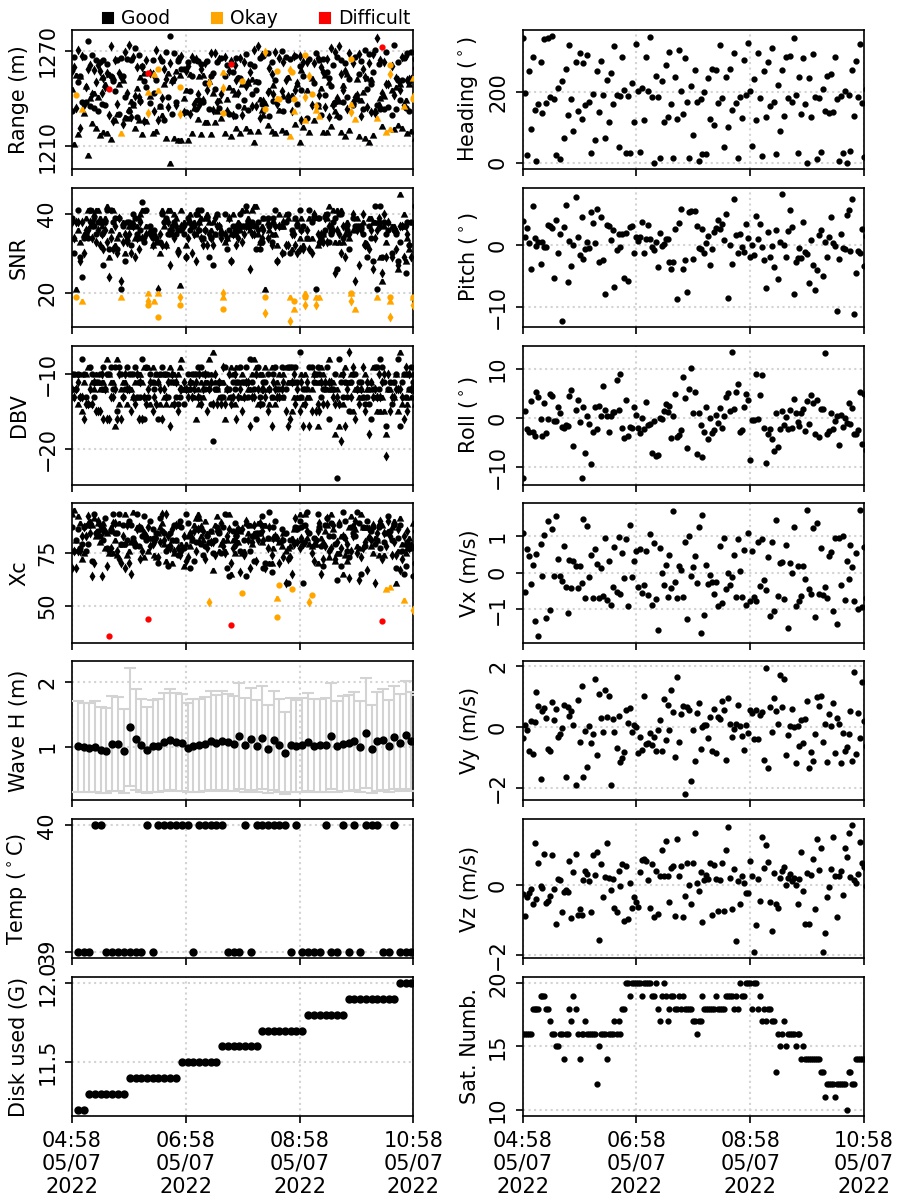 Good Okay Difficult
Range (m)
1270
1210
Heading (°)
200
0
SNR
40
20
Pitch (°)
0
−10
DBV
−10
−20
Roll (°)
10
0
−10
Xc
75
50
Vx (m/s)
1
0
−1
Wave H (m)
2
1
Vy (m/s)
2
0
−2
Temp (°C)
40
39
Vz (m/s)
0
−2
Disk used (G)
12.0
11.5
Sat. Numb.
20
15
10
04:58 06:58 08:58 10:58
05/07 05/07 05/07 05/07
2022 2022 2022 2022
04:58 06:58 08:58 10:58
05/07 05/07 05/07 05/07
2022 2022 2022 2022